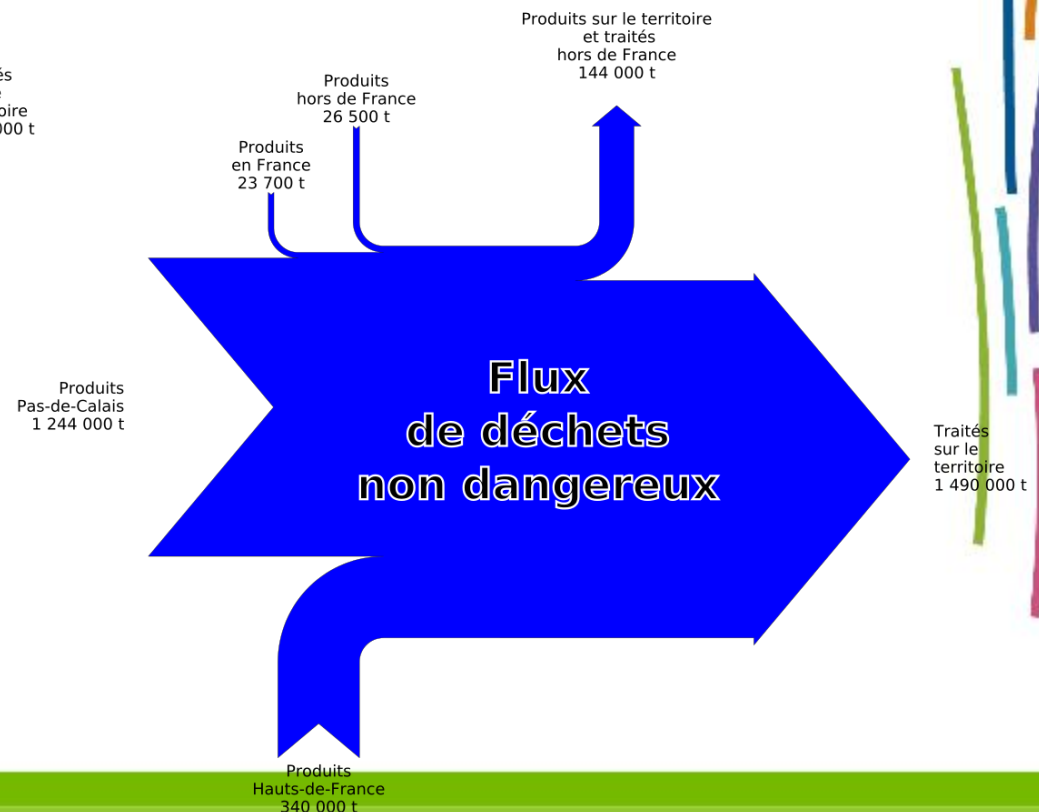 Produits sur le territoire
et traités
hors de France
144 000 t
Produits
hors de France
26 500 t
Produits
en France
23 700 t
Flux
de déchets
non dangereux
Produits
Pas-de-Calais
1 244 000 t
Traités
sur le
territoire
1 490 000 t
Produits
Hauts-de-France
340 000 t